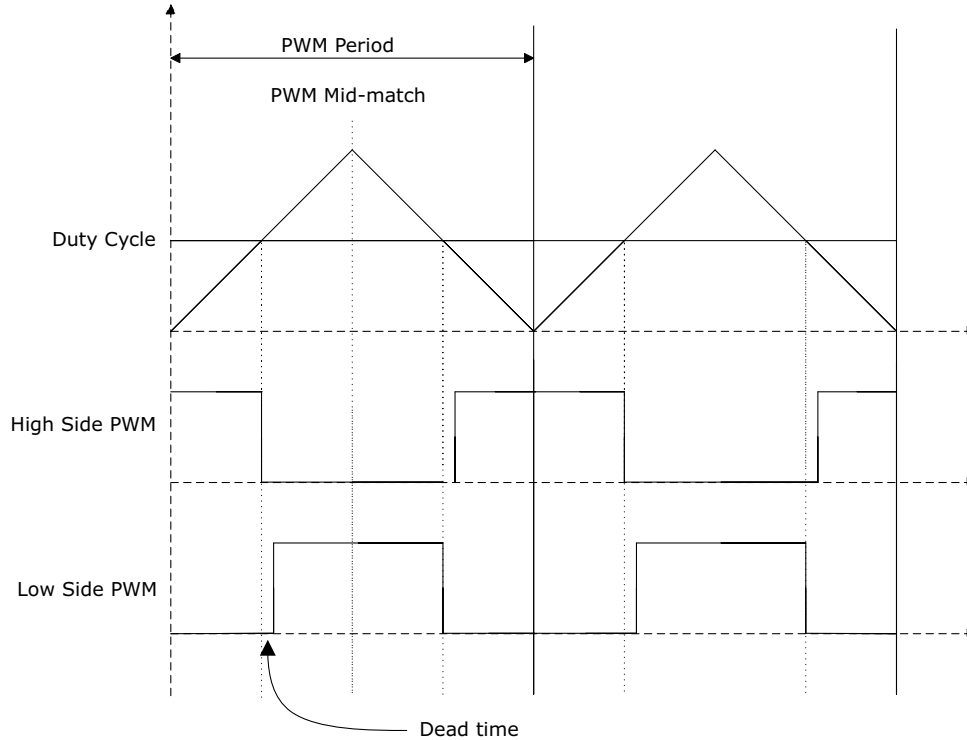 PWM Period
PWM Mid-match
Duty Cycle
High Side PWM
Low Side PWM
Dead time